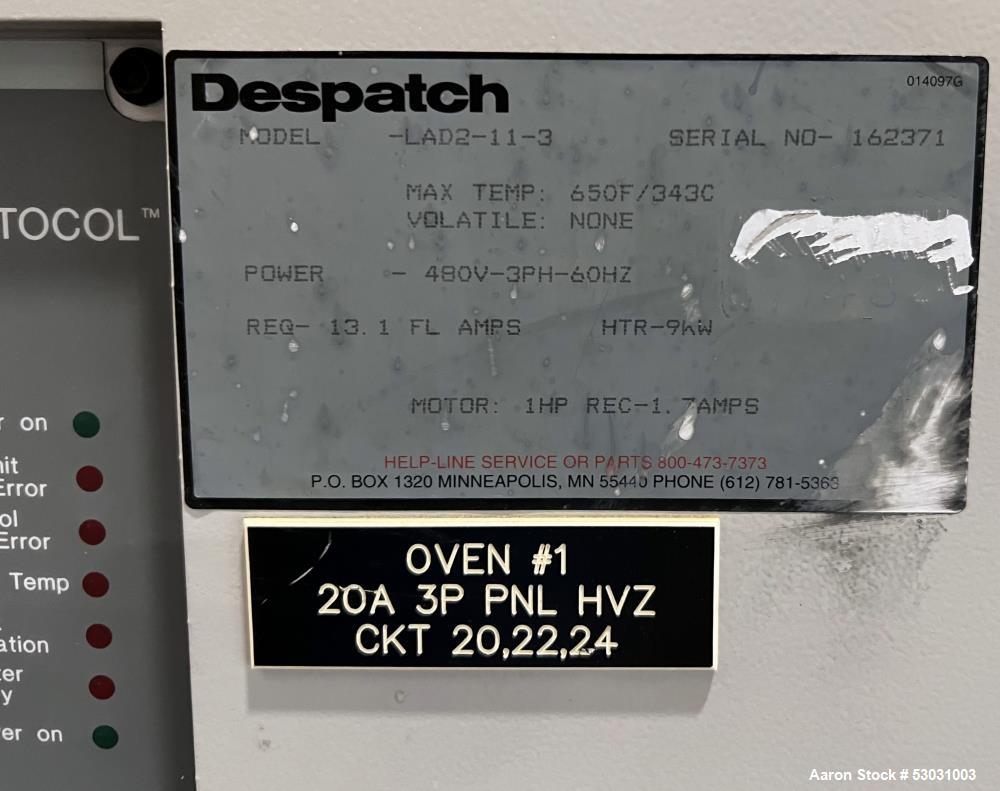 Despatch
014097G
MODEL -LAD2-11-3 SERIAL NO- 162371
MAX TEMP: 650F/343C
VOLATILE: NONE
POWER - 480V-3PH-60HZ
REQ- 13.1 FL AMPS HTR-9KW
MOTOR: 1HP REC-1.7AMPS
HELP-LINE SERVICE OR PARTS 800-473-7373
P.O. BOX 1320 MINNEAPOLIS, MN 55440 PHONE (612) 781-5363
OVEN #1
20A 3P PNL HVZ
CKT 20,22,24
TOCOL™
r on
nit
Error
ol
Error
Temp
ation
ter
y
er on
Aaron Stock # 53031003